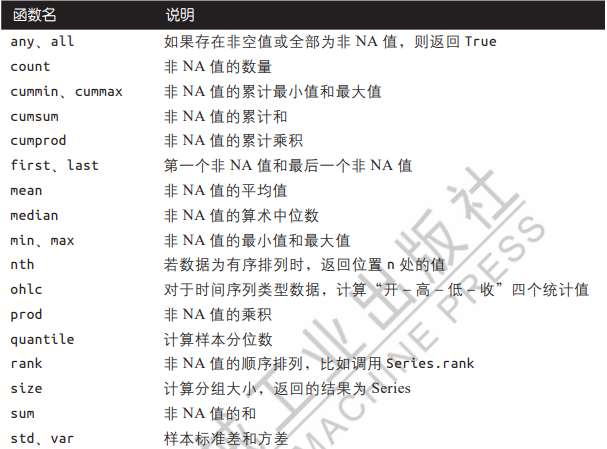 函数名 说明
any、all 如果存在非空值或全部为非 NA 值，则返回 True
count 非 NA 值的数量
cummin、cummax 非 NA 值的累计最小值和最大值
cumsum 非 NA 值的累计和
cumprod 非 NA 值的累计乘积
first、last 第一个非 NA 值和最后一个非 NA 值
mean 非 NA 值的平均值
median 非 NA 值的算术中位数
min、max 非 NA 值的最小值和最大值
nth 若数据为有序排列时，返回位置 n 处的值
ohlc 对于时间序列类型数据，计算“开－高－低－收”四个统计值
prod 非 NA 值的乘积
quantile 计算样本分位数
rank 非 NA 值的顺序排列，比如调用 Series.rank
size 计算分组大小，返回的结果为 Series
sum 非 NA 值的和
std、var 样本标准差和方差
工业出版社
MACHINE PRESS